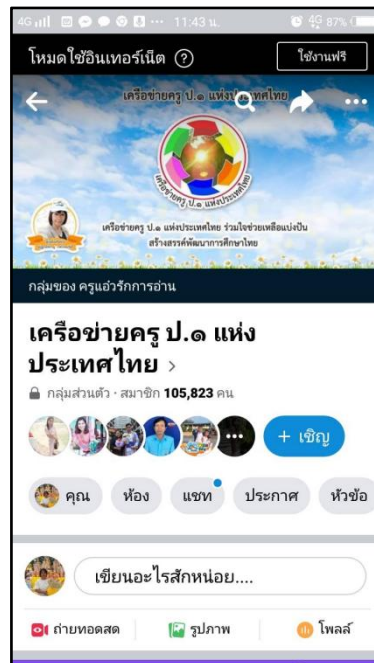 4G 11:43 น. 4G 87%
โหมดใช้อินเทอร์เน็ต ? ใช้งานฟรี
เครือข่ายครู ป.๑ แห่งประเทศไทย
เครือข่ายครู ป.๑ แห่งประเทศไทย ร่วมใจช่วยเหลือแบ่งปัน
สร้างสรรค์พัฒนาการศึกษาไทย
กลุ่มของ ครูแอ๋วรักการอ่าน
เครือข่ายครู ป.๑ แห่ง
ประเทศไทย >
กลุ่มส่วนตัว · สมาชิก 105,823 คน
+ เชิญ
คุณ ห้อง แชท ประกาศ หัวข้อ
เขียนอะไรสักหน่อย....
ถ่ายทอดสด รูปภาพ โพลล์